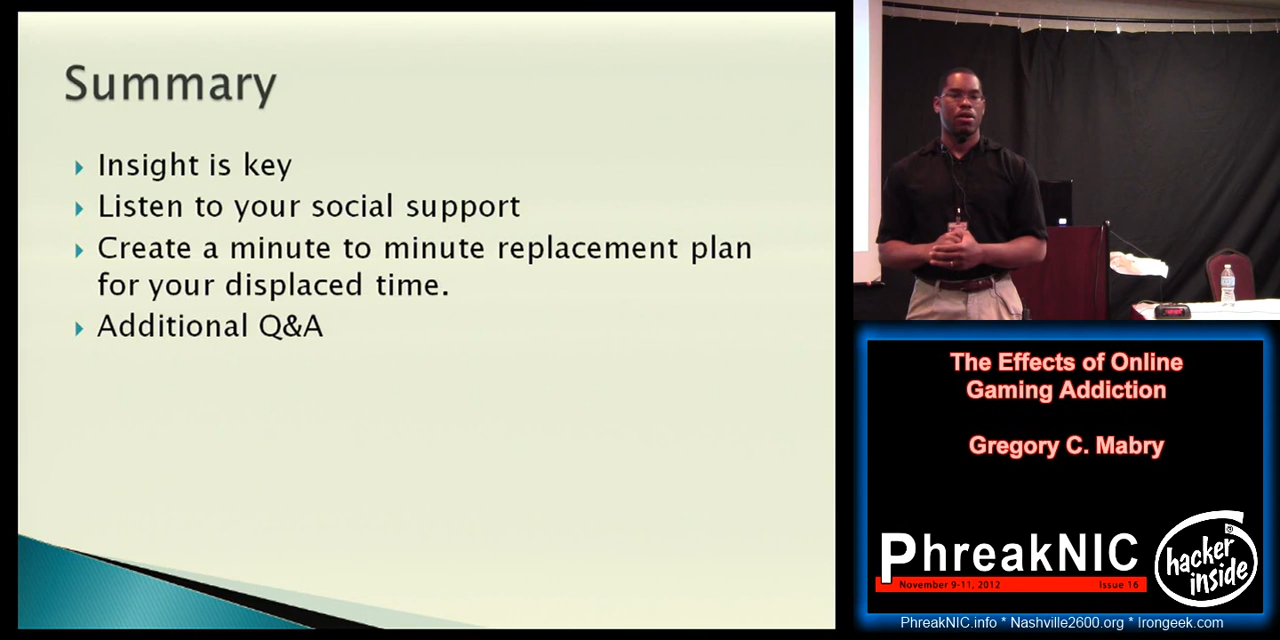 Summary
Insight is key
Listen to your social support
Create a minute to minute replacement plan
for your displaced time.
Additional Q&A
The Effects of Online
Gaming Addiction
Gregory C. Mabry
PhreakNIC
November 9-11, 2012 Issue 16
hacker
inside
PhreakNIC.info * Nashville2600.org * Irongeek.com